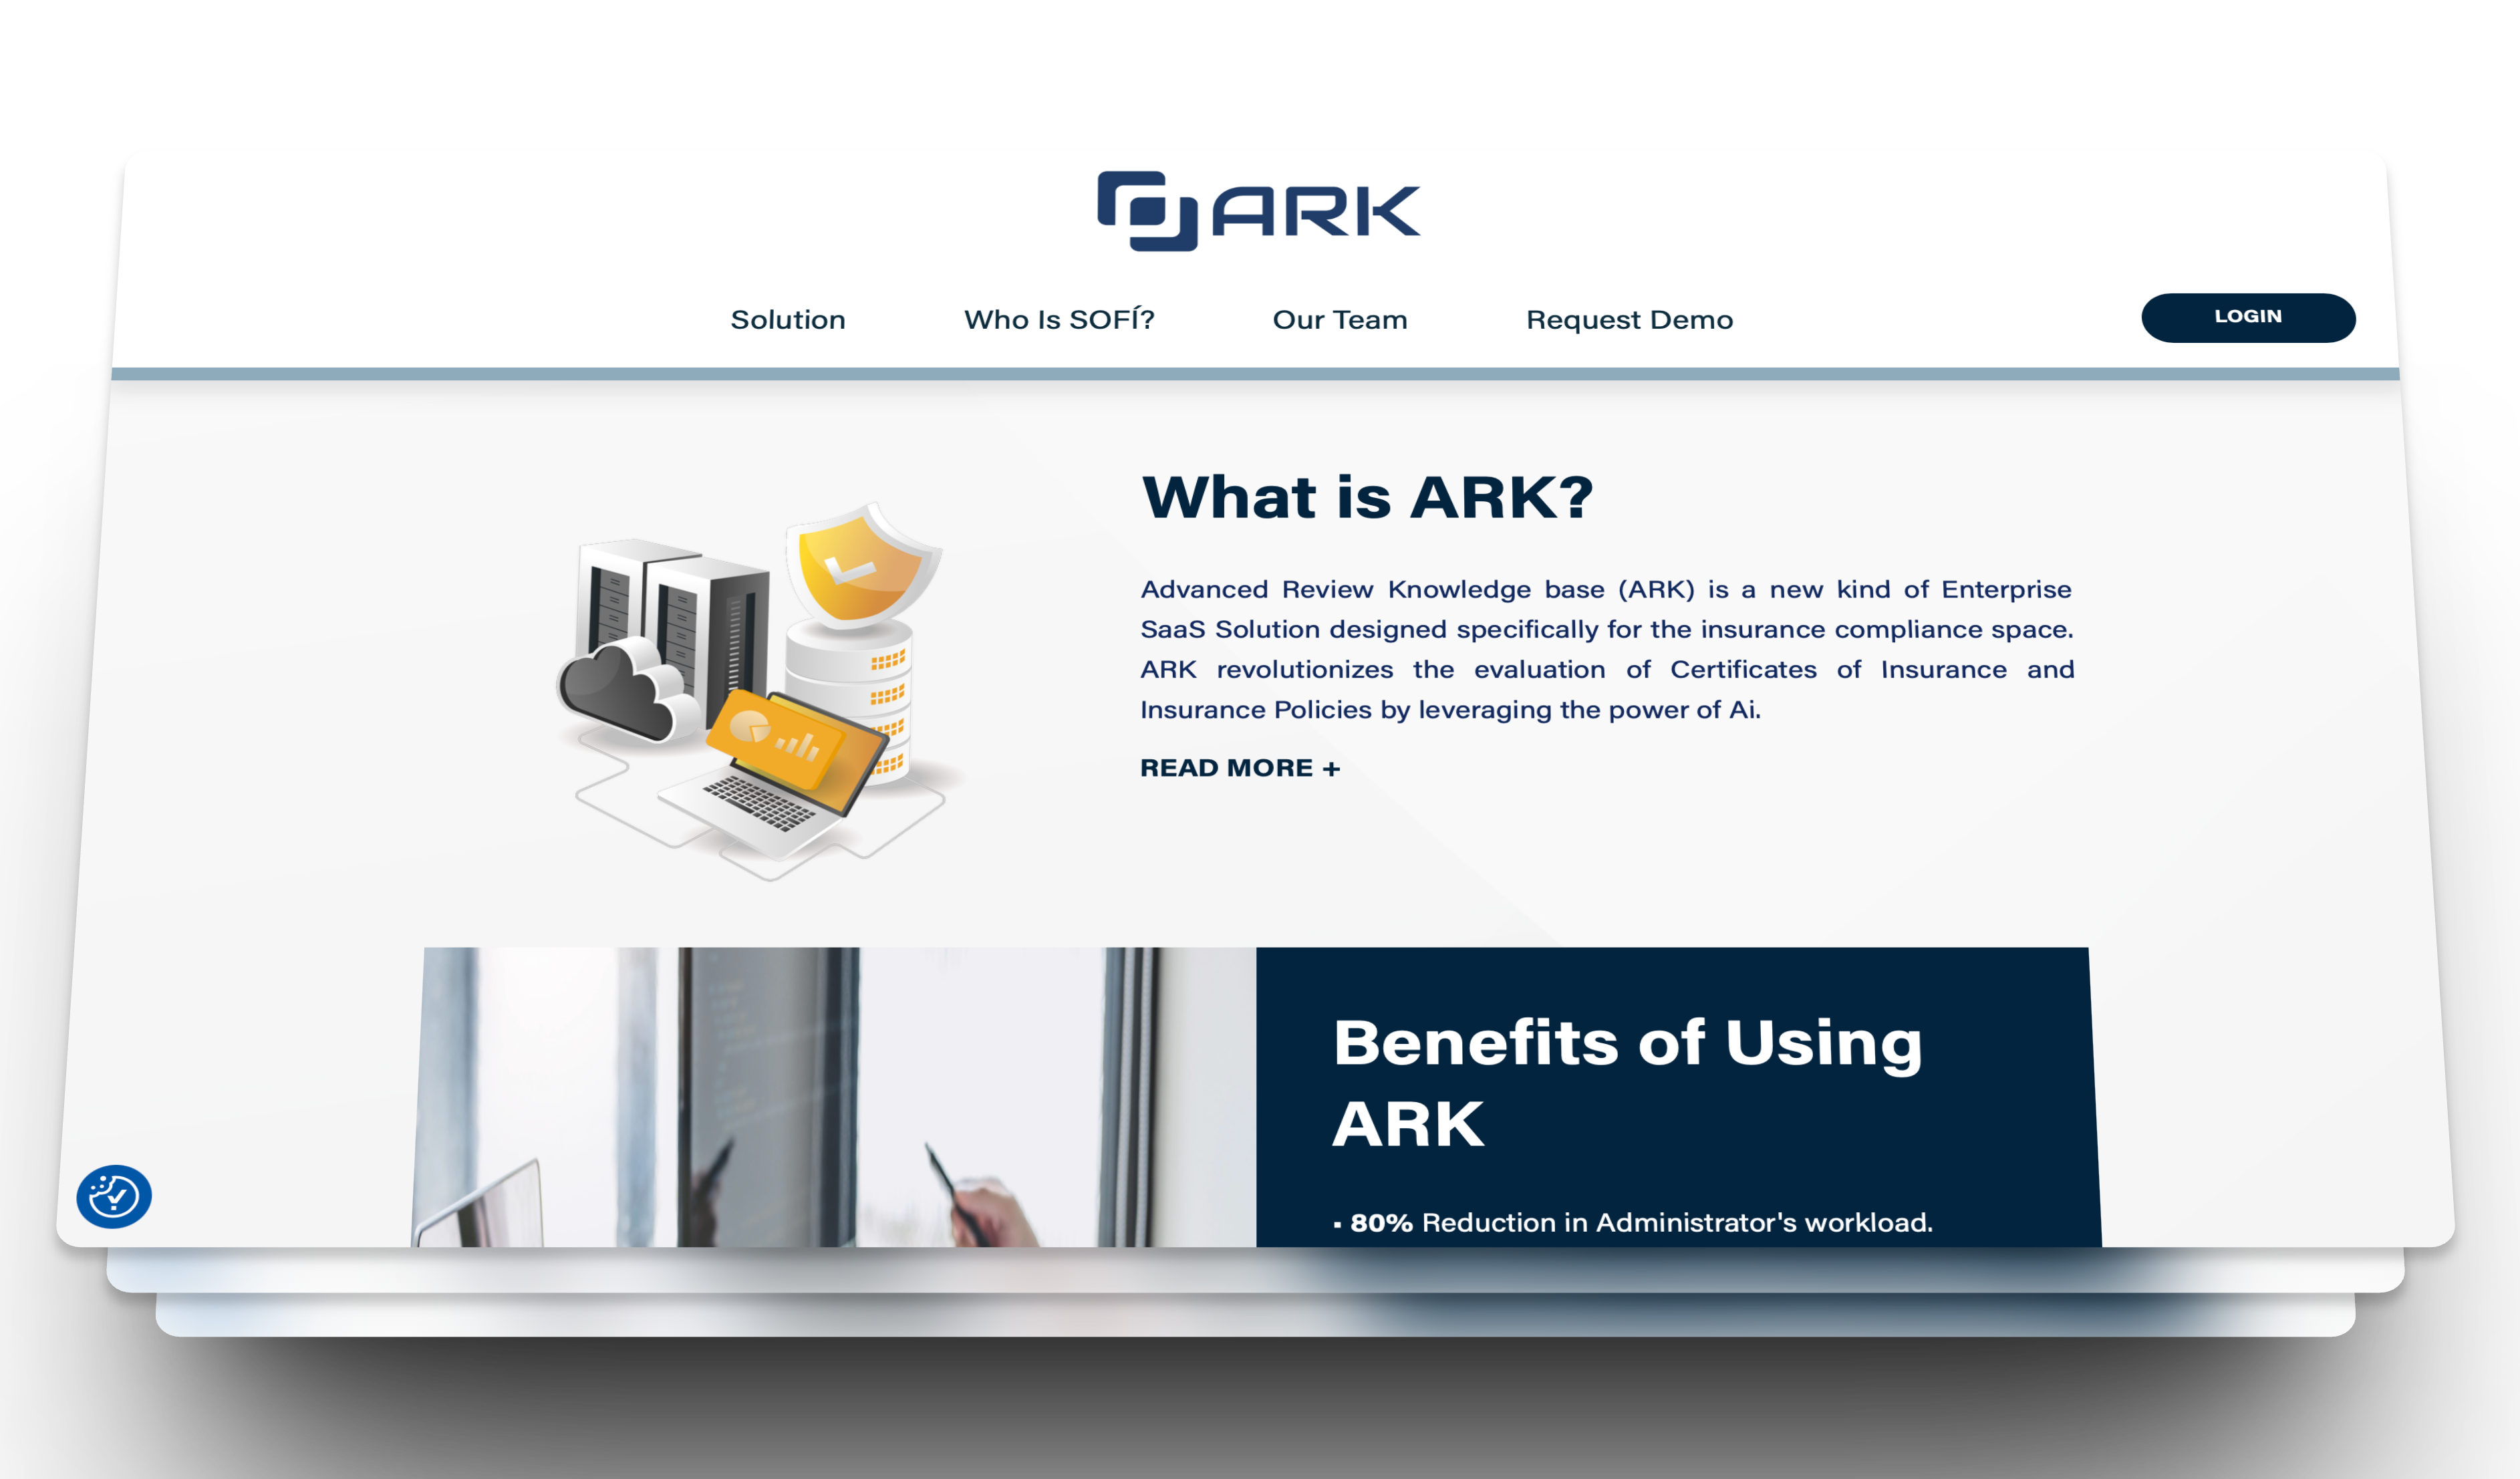 ARK
Solution
Who Is SOFÍ?
Our Team
Request Demo
LOGIN
What is ARK?
Advanced Review Knowledge base (ARK) is a new kind of Enterprise
SaaS Solution designed specifically for the insurance compliance space.
ARK revolutionizes the evaluation of Certificates of Insurance and
Insurance Policies by leveraging the power of Ai.
READ MORE +
Benefits of Using
ARK
▪ 80% Reduction in Administrator's workload.